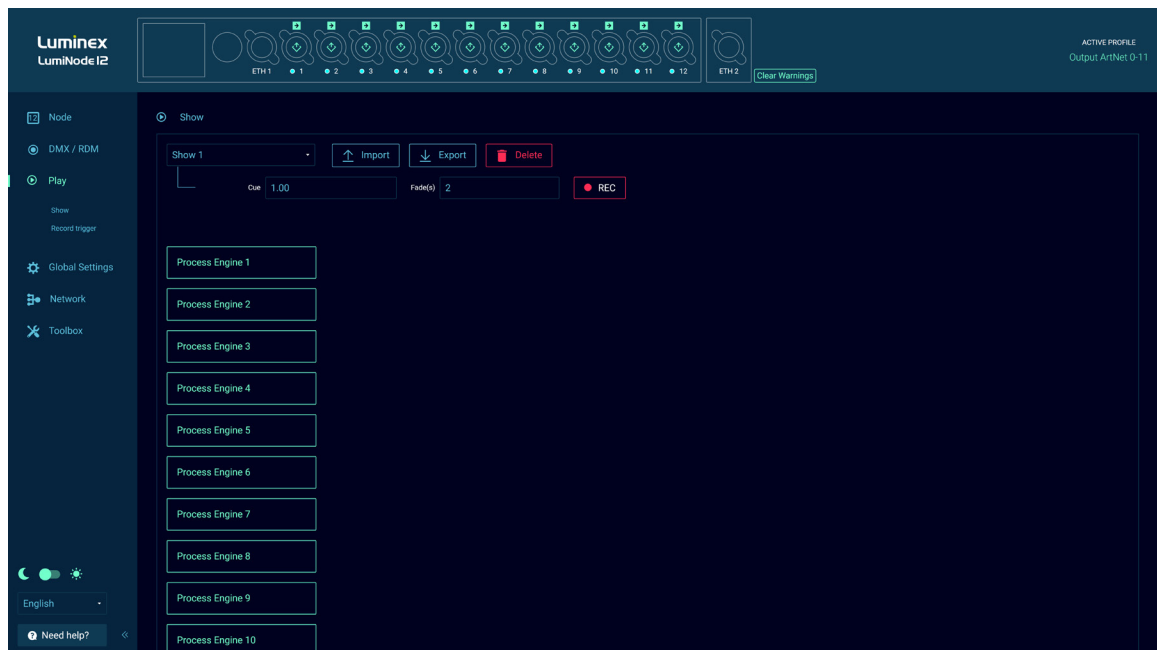 Luminex
LumiNode 12
ETH 1
1
2
3
4
5
6
7
8
9
10
11
12
ETH 2
Clear Warnings
ACTIVE PROFILE
Output ArtNet 0-11
12 Node
DMX / RDM
Play
Show
Record trigger
Global Settings
Network
Toolbox
English
? Need help?
Show
Show 1
Import
Export
Delete
Cue 1.00
Fade(s) 2
REC
Process Engine 1
Process Engine 2
Process Engine 3
Process Engine 4
Process Engine 5
Process Engine 6
Process Engine 7
Process Engine 8
Process Engine 9
Process Engine 10